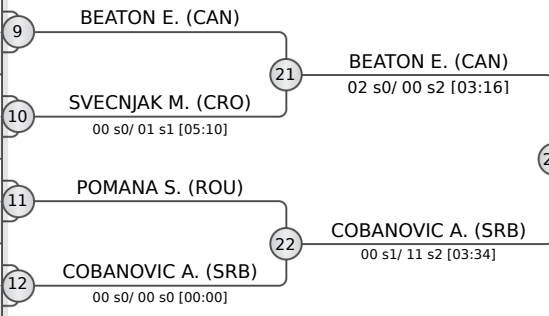 BEATON E. (CAN)
9
21
BEATON E. (CAN)
02 s0/ 00 s2 [03:16]
SVECNJAK M. (CRO)
10
00 s0/ 01 s1 [05:10]
POMANA S. (ROU)
11
22
COBANOVIC A. (SRB)
00 s1/ 11 s2 [03:34]
COBANOVIC A. (SRB)
12
00 s0/ 00 s0 [00:00]